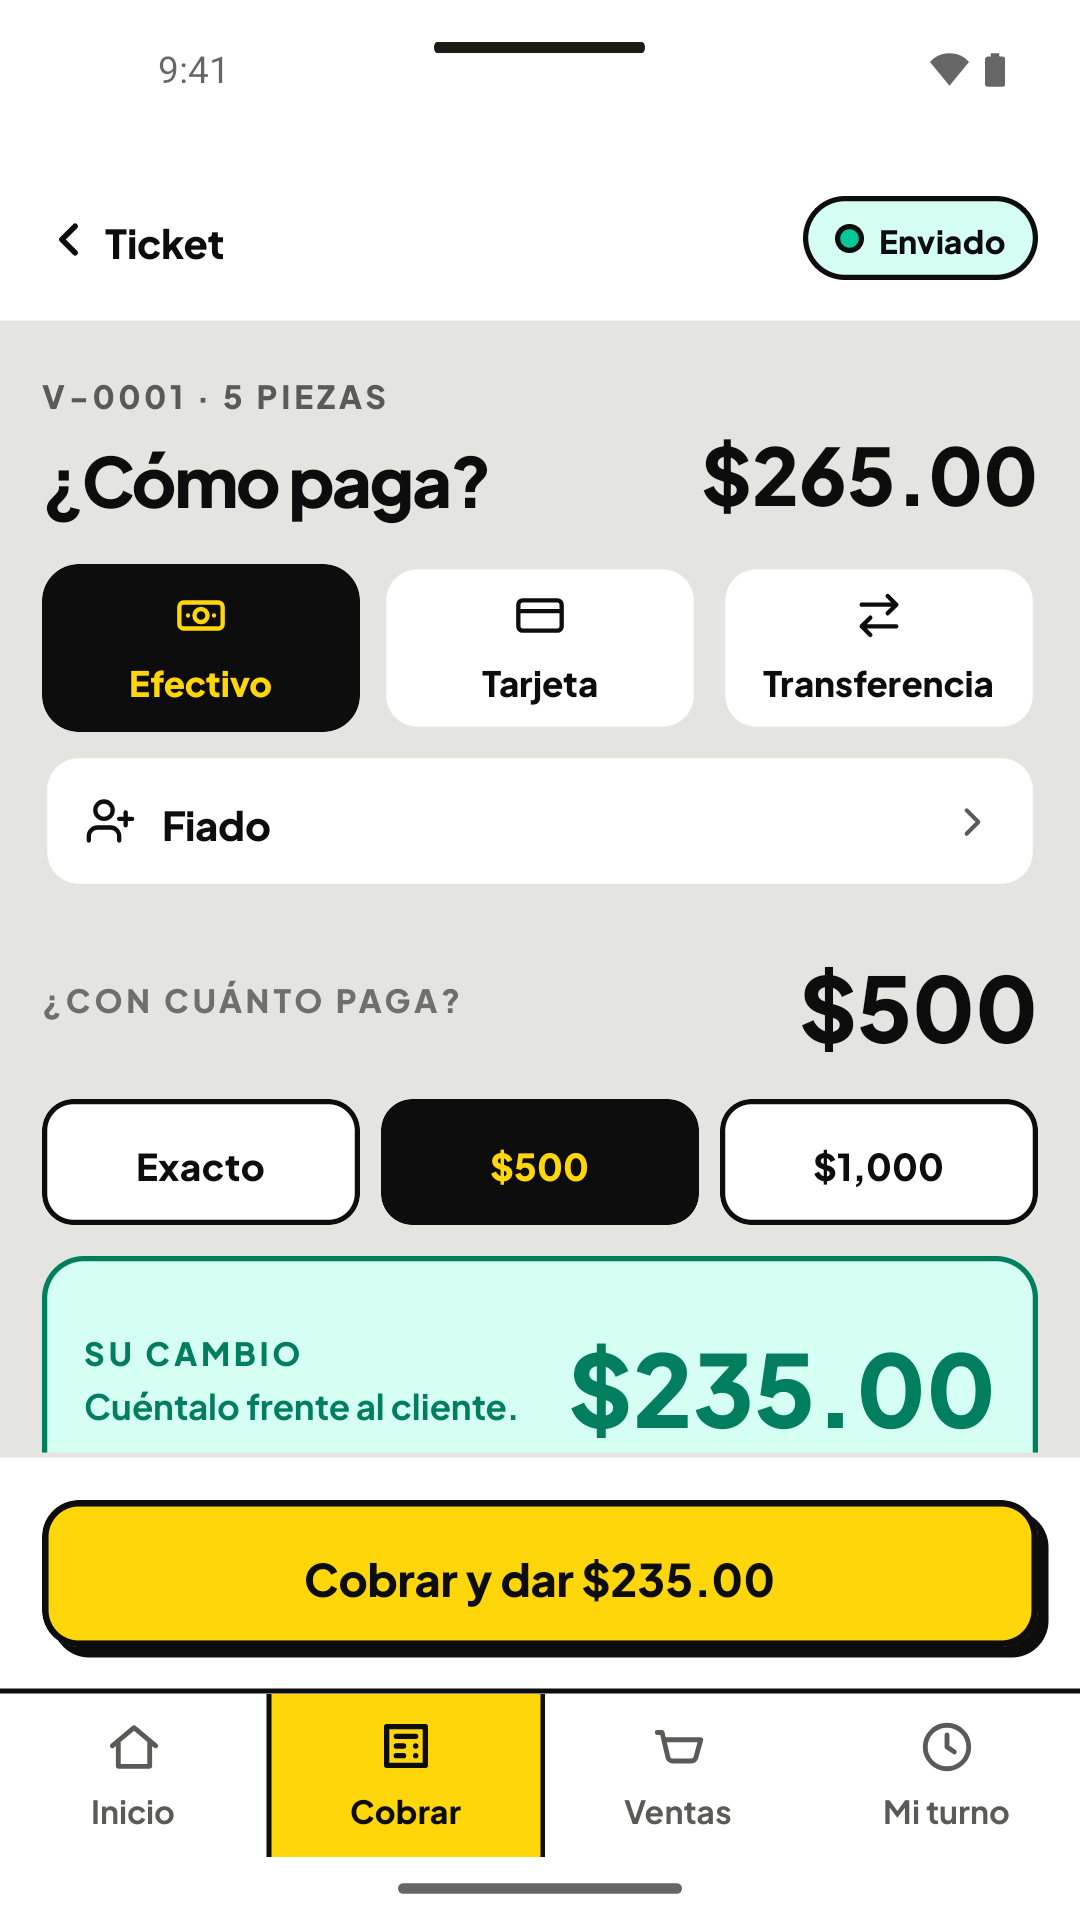 9:41
Ticket
Enviado
V-0001 · 5 PIEZAS
¿Cómo paga?
$265.00
Efectivo
Tarjeta
Transferencia
Fiado
¿CON CUÁNTO PAGA?
$500
Exacto
$500
$1,000
SU CAMBIO
Cuéntalo frente al cliente.
$235.00
Cobrar y dar $235.00
Inicio
Cobrar
Ventas
Mi turno